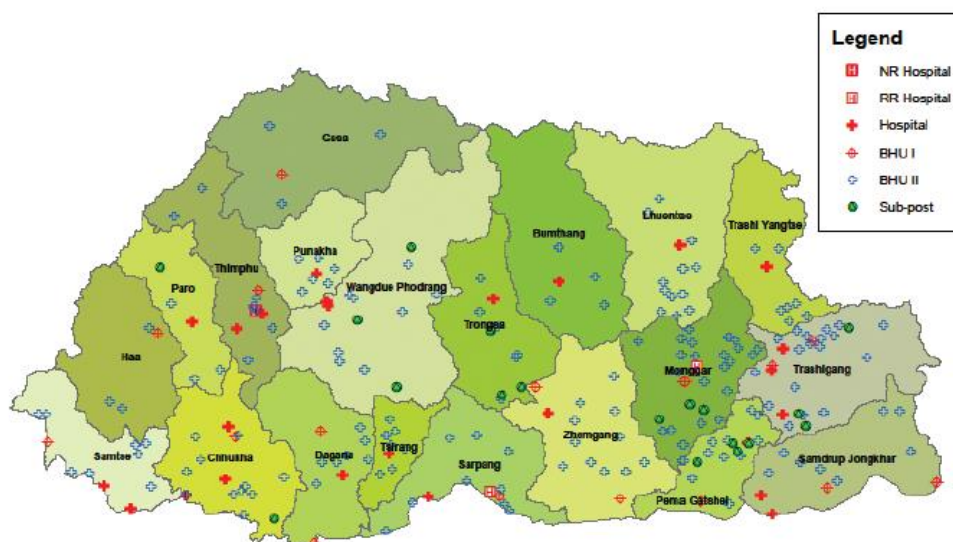 Legend
NR Hospital
RR Hospital
Hospital
BHU I
BHU II
Sub-post
Gasa
Lhuentse
Trashi Yangtse
Punakha
Bumthang
Thimphu
Paro
Wangdue Phodrang
Trongsa
Haa
Monggar
Trashigang
Zhemgang
Samtse
Chhukha
Dagana
Tsirang
Sarpang
Samdrup Jongkhar
Pema Gatshel